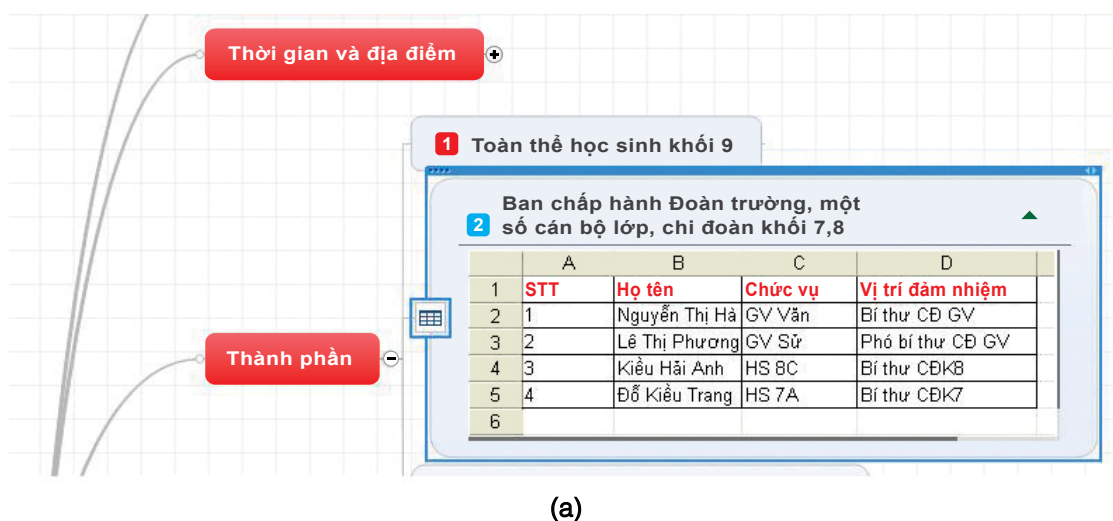 Thời gian và địa điểm
1 Toàn thể học sinh khối 9
Ban chấp hành Đoàn trường, một
2 số cán bộ lớp, chi đoàn khối 7,8
A B C D
1 STT Họ tên Chức vụ Vị trí đảm nhiệm
2 1 Nguyễn Thị Hà GV Văn Bí thư CĐ GV
3 2 Lê Thị Phương GV Sử Phó bí thư CĐ GV
Thành phần
4 3 Kiều Hải Anh HS 8C Bí thư CĐK8
5 4 Đỗ Kiều Trang HS 7A Bí thư CĐK7
6
(a)